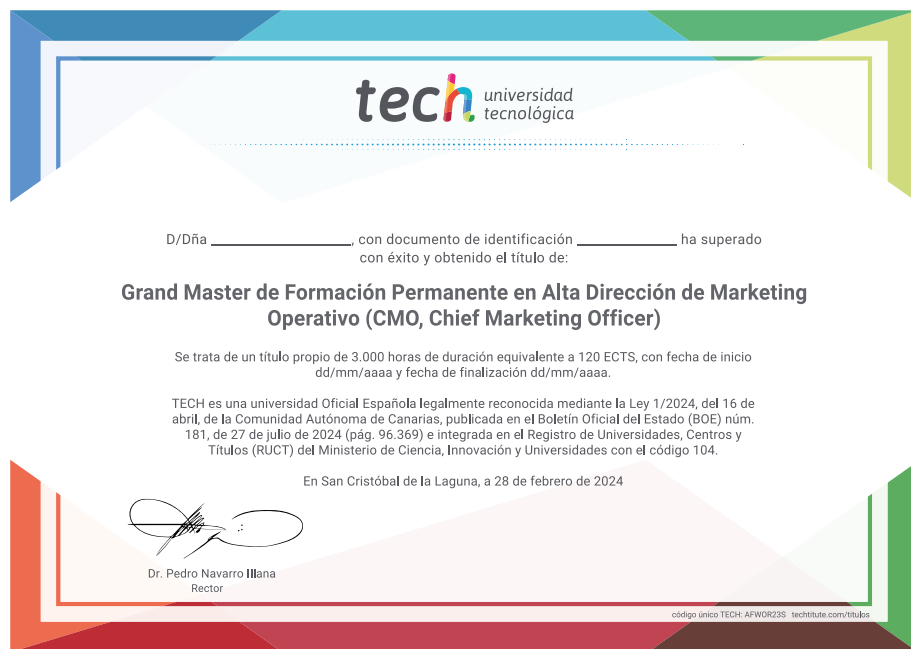 tech universidad
tecnológica
D/Dña ______________, con documento de identificación __________ ha superado
con éxito y obtenido el título de:
Grand Master de Formación Permanente en Alta Dirección de Marketing
Operativo (CMO, Chief Marketing Officer)
Se trata de un título propio de 3.000 horas de duración equivalente a 120 ECTS, con fecha de inicio
dd/mm/aaaa y fecha de finalización dd/mm/aaaa.
TECH es una universidad Oficial Española legalmente reconocida mediante la Ley 1/2024, del 16 de
abril, de la Comunidad Autónoma de Canarias, publicada en el Boletín Oficial del Estado (BOE) núm.
181, de 27 de julio de 2024 (pág. 96.369) e integrada en el Registro de Universidades, Centros y
Títulos (RUCT) del Ministerio de Ciencia, Innovación y Universidades con el código 104.
En San Cristóbal de la Laguna, a 28 de febrero de 2024
Dr. Pedro Navarro Illana
Rector
código único TECH: AFWOR23S techtitute.com/titulos